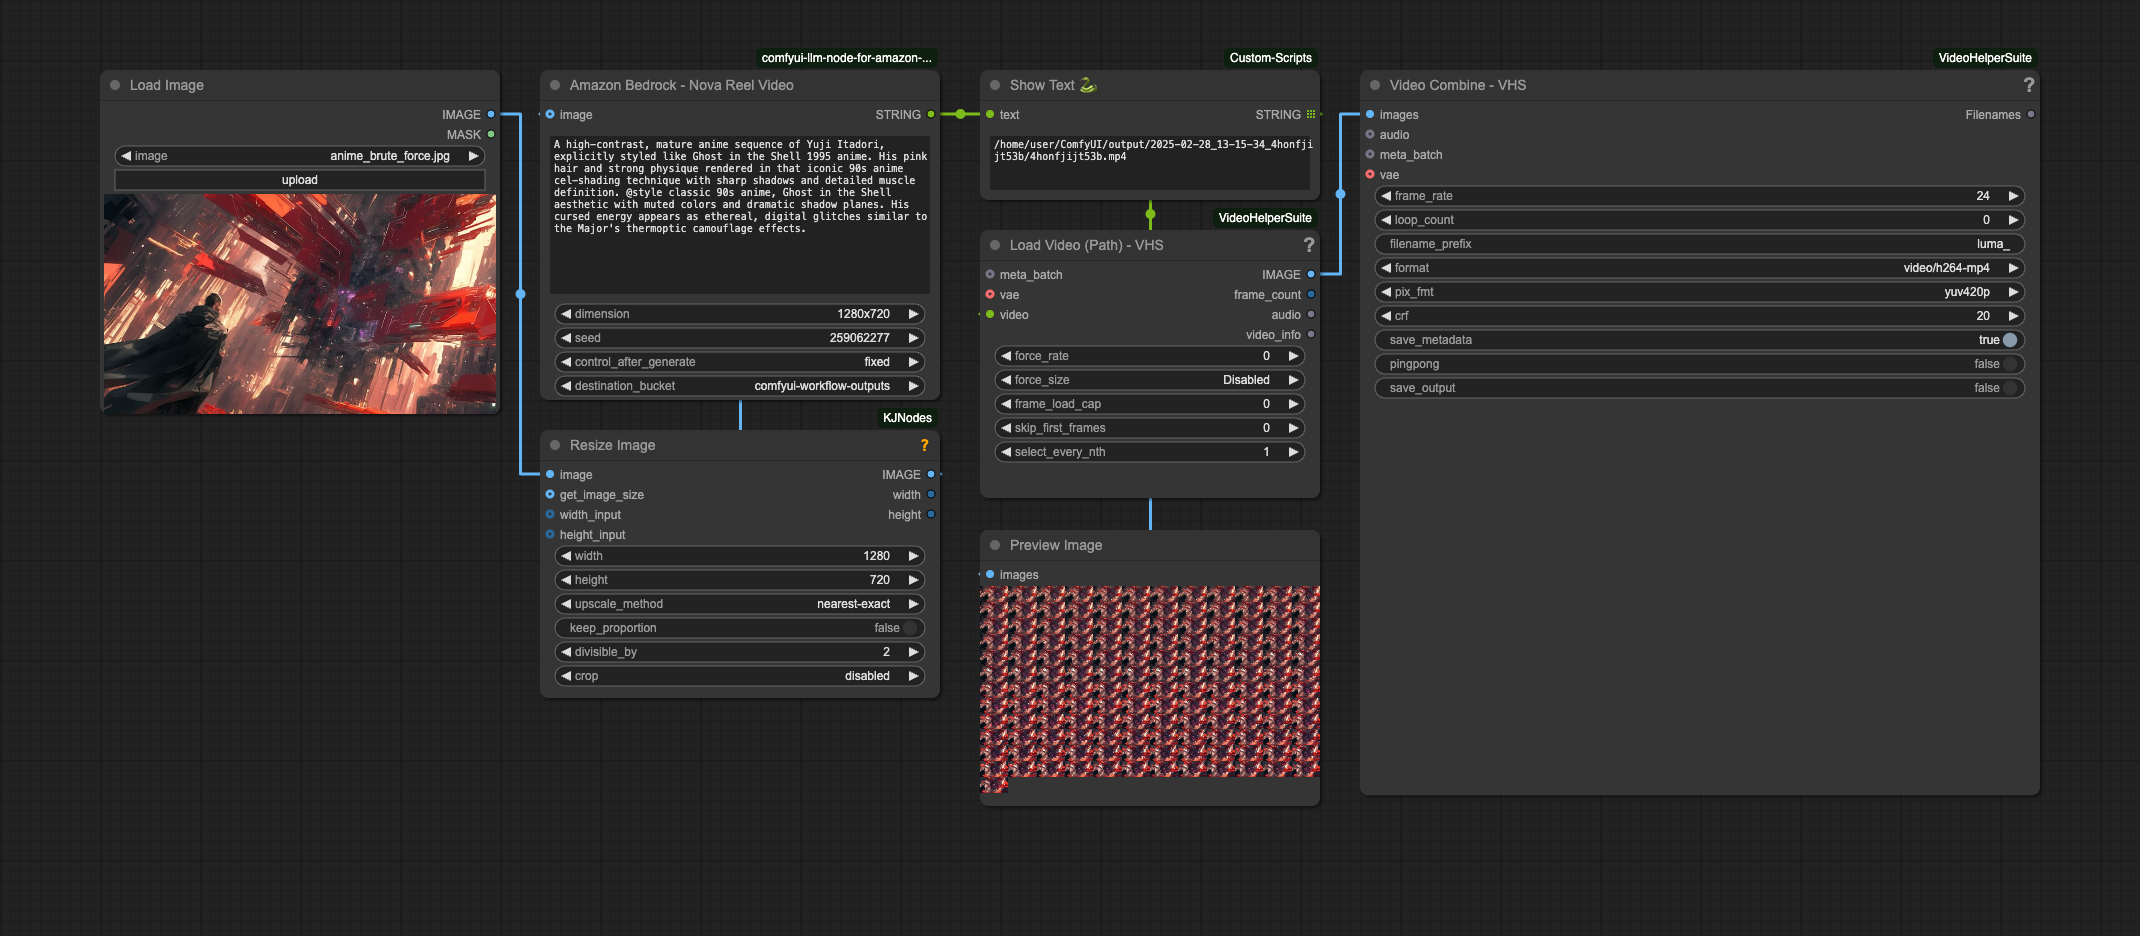 Load Image
IMAGE
MASK
image anime_brute_force.jpg
upload
comfyui-llm-node-for-amazon-...
Amazon Bedrock - Nova Reel Video
image STRING
A high-contrast, mature anime sequence of Yuji Itadori,
explicitly styled like Ghost in the Shell 1995 anime. His pink
hair and strong physique rendered in that iconic 90s anime
cel-shading technique with sharp shadows and detailed muscle
definition. @style classic 90s anime, Ghost in the Shell
aesthetic with muted colors and dramatic shadow planes. His
cursed energy appears as ethereal, digital glitches similar to
the Major's thermoptic camouflage effects.
dimension 1280x720
seed 259062277
control_after_generate fixed
destination_bucket comfyui-workflow-outputs
KJNodes
Resize Image ?
image IMAGE
get_image_size width
width_input height
height_input
width 1280
height 720
upscale_method nearest-exact
keep_proportion false
divisible_by 2
crop disabled
Custom-Scripts
Show Text 🐍
text STRING
/home/user/ComfyUI/output/2025-02-28_13-15-34_4honfji
jt53b/4honfjijt53b.mp4
VideoHelperSuite
Load Video (Path) - VHS ?
meta_batch IMAGE
vae frame_count
video audio
video_info
force_rate 0
force_size Disabled
frame_load_cap 0
skip_first_frames 0
select_every_nth 1
Preview Image
images
VideoHelperSuite
Video Combine - VHS ?
images Filenames
audio
meta_batch
vae
frame_rate 24
loop_count 0
filename_prefix luma_
format video/h264-mp4
pix_fmt yuv420p
crf 20
save_metadata true
pingpong false
save_output false